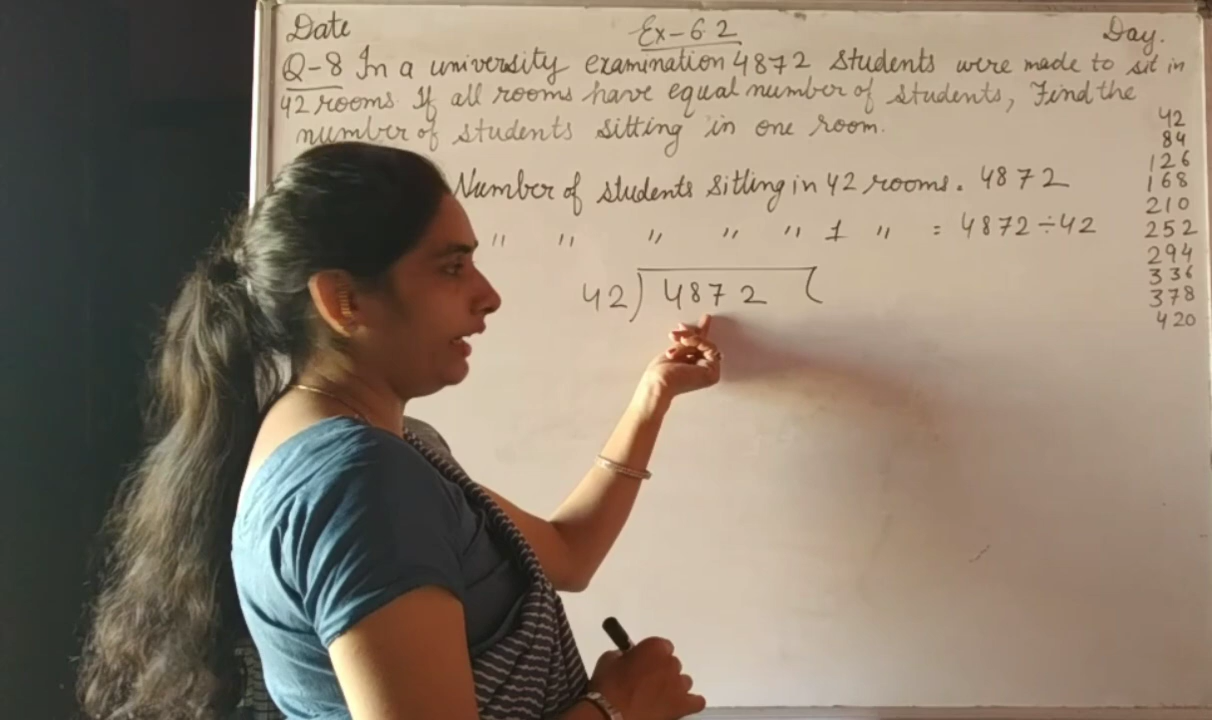 Date Ex-6.2 Day.
Q-8 In a university examination 4872 students were made to sit in
42 rooms. If all rooms have equal number of students, Find the
number of students sitting in one room.
Number of students sitting in 42 rooms. 4872
" " " " " 1 " = 4872÷42
42) 4872 (
42
84
126
168
210
252
294
336
378
420